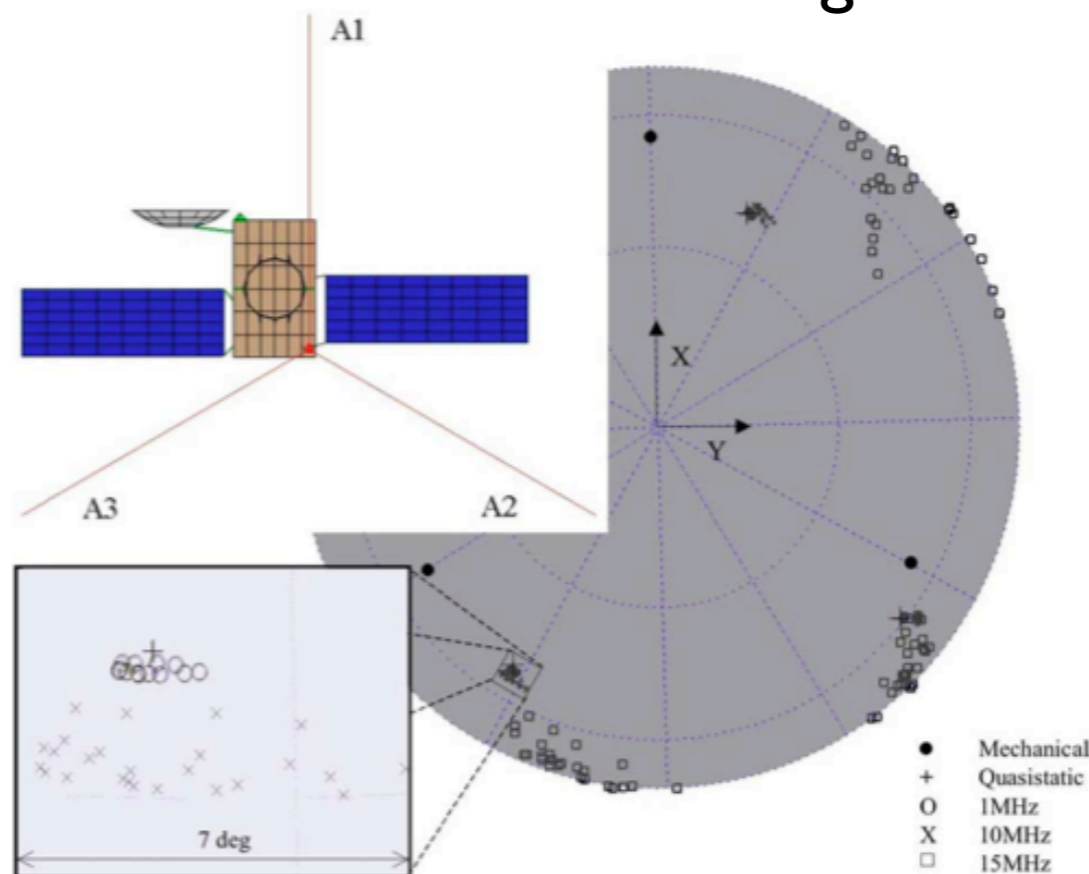 g
A1
X
Y
A3
A2
7 deg
Mechanical
Quasistatic
1MHz
10MHz
15MHz